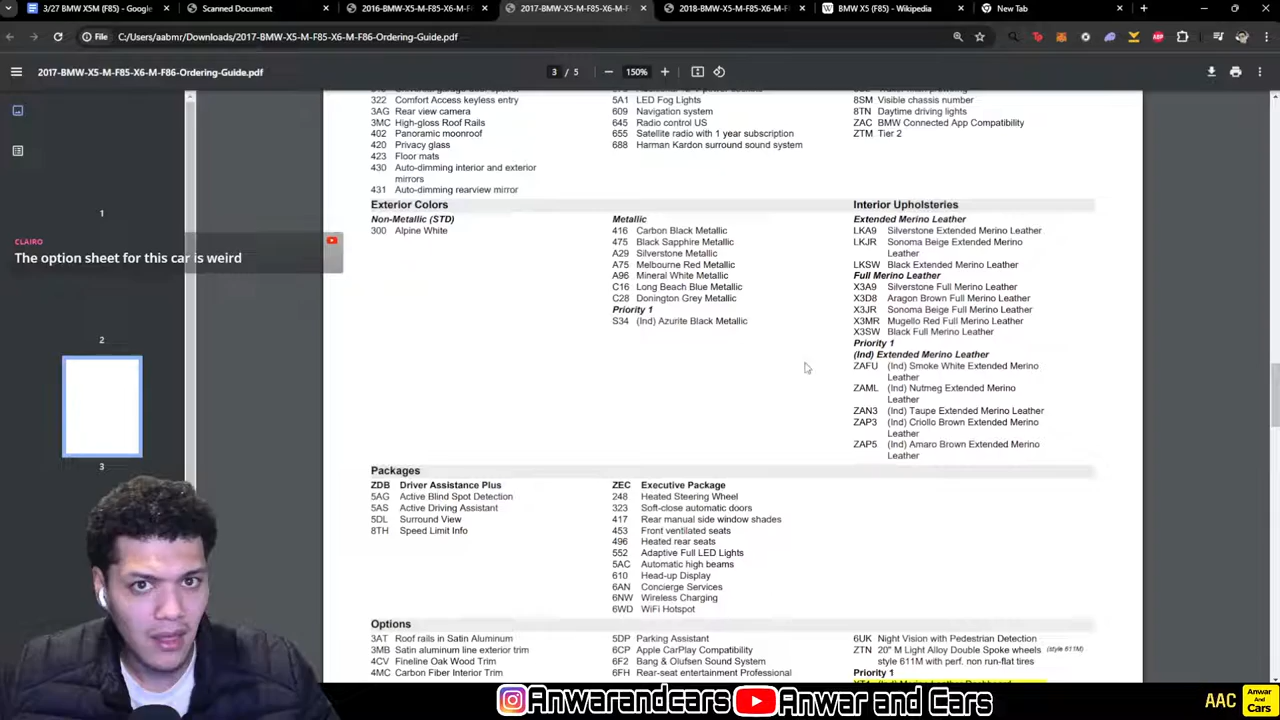 3/27 BMW X5M (F85) - Google
Scanned Document
2016-BMW-X5-M-F85-X6-M-F
2017-BMW-X5-M-F85-X6-M-F
2018-BMW-X5-M-F85-X6-M-F
BMW X5 (F85) - Wikipedia
New Tab
File
C:/Users/aabmr/Downloads/2017-BMW-X5-M-F85-X6-M-F86-Ordering-Guide.pdf
2017-BMW-X5-M-F85-X6-M-F86-Ordering-Guide.pdf
3 / 5
150%
1
2
3
CLAIRO
The option sheet for this car is weird
322 Comfort Access keyless entry
3AG Rear view camera
3MC High-gloss Roof Rails
402 Panoramic moonroof
420 Privacy glass
423 Floor mats
430 Auto-dimming interior and exterior
mirrors
431 Auto-dimming rearview mirror
5A1 LED Fog Lights
609 Navigation system
645 Radio control US
655 Satellite radio with 1 year subscription
688 Harman Kardon surround sound system
8SM Visible chassis number
8TN Daytime driving lights
ZAC BMW Connected App Compatibility
ZTM Tier 2
Exterior Colors
Non-Metallic (STD)
300 Alpine White
Metallic
416 Carbon Black Metallic
475 Black Sapphire Metallic
A29 Silverstone Metallic
A75 Melbourne Red Metallic
A96 Mineral White Metallic
C16 Long Beach Blue Metallic
C28 Donington Grey Metallic
Priority 1
S34 (Ind) Azurite Black Metallic
Interior Upholsteries
Extended Merino Leather
LKA9 Silverstone Extended Merino Leather
LKJR Sonoma Beige Extended Merino
Leather
LKSW Black Extended Merino Leather
Full Merino Leather
X3A9 Silverstone Full Merino Leather
X3D8 Aragon Brown Full Merino Leather
X3JR Sonoma Beige Full Merino Leather
X3MR Mugello Red Full Merino Leather
X3SW Black Full Merino Leather
Priority 1
(Ind) Extended Merino Leather
ZAFU (Ind) Smoke White Extended Merino
Leather
ZAML (Ind) Nutmeg Extended Merino
Leather
ZAN3 (Ind) Taupe Extended Merino Leather
ZAP3 (Ind) Criollo Brown Extended Merino
Leather
ZAP5 (Ind) Amaro Brown Extended Merino
Leather
Packages
ZDB Driver Assistance Plus
5AG Active Blind Spot Detection
5AS Active Driving Assistant
5DL Surround View
8TH Speed Limit Info
ZEC Executive Package
248 Heated Steering Wheel
323 Soft-close automatic doors
417 Rear manual side window shades
453 Front ventilated seats
496 Heated rear seats
552 Adaptive Full LED Lights
5AC Automatic high beams
610 Head-up Display
6AN Concierge Services
6NW Wireless Charging
6WD WiFi Hotspot
Options
3AT Roof rails in Satin Aluminum
3MB Satin aluminum line exterior trim
4CV Fineline Oak Wood Trim
4MC Carbon Fiber Interior Trim
5DP Parking Assistant
6CP Apple CarPlay Compatibility
6F2 Bang & Olufsen Sound System
6FH Rear-seat entertainment Professional
6UK Night Vision with Pedestrian Detection
ZTN 20" M Light Alloy Double Spoke wheels (style 611M)
style 611M with perf. non run-flat tires
Priority 1
Anwarandcars
Anwar and Cars
AAC
Anwar
And
Cars